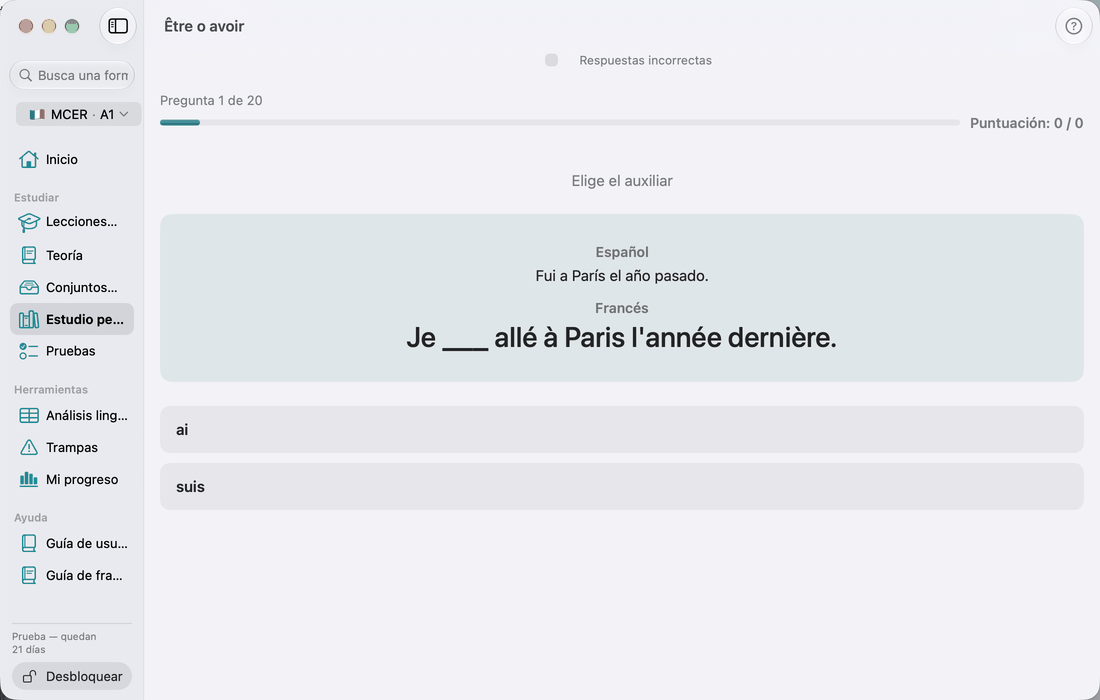 Être o avoir
Respuestas incorrectas
Busca una forn
MCER · A1
Inicio
Estudiar
Lecciones...
Teoría
Conjuntos...
Estudio pe...
Pruebas
Herramientas
Análisis ling...
Trampas
Mi progreso
Ayuda
Guía de usu...
Guía de fra...
Prueba — quedan
21 días
Desbloquear
Pregunta 1 de 20
Puntuación: 0 / 0
Elige el auxiliar
Español
Fui a París el año pasado.
Francés
Je ___ allé à Paris l'année dernière.
ai
suis